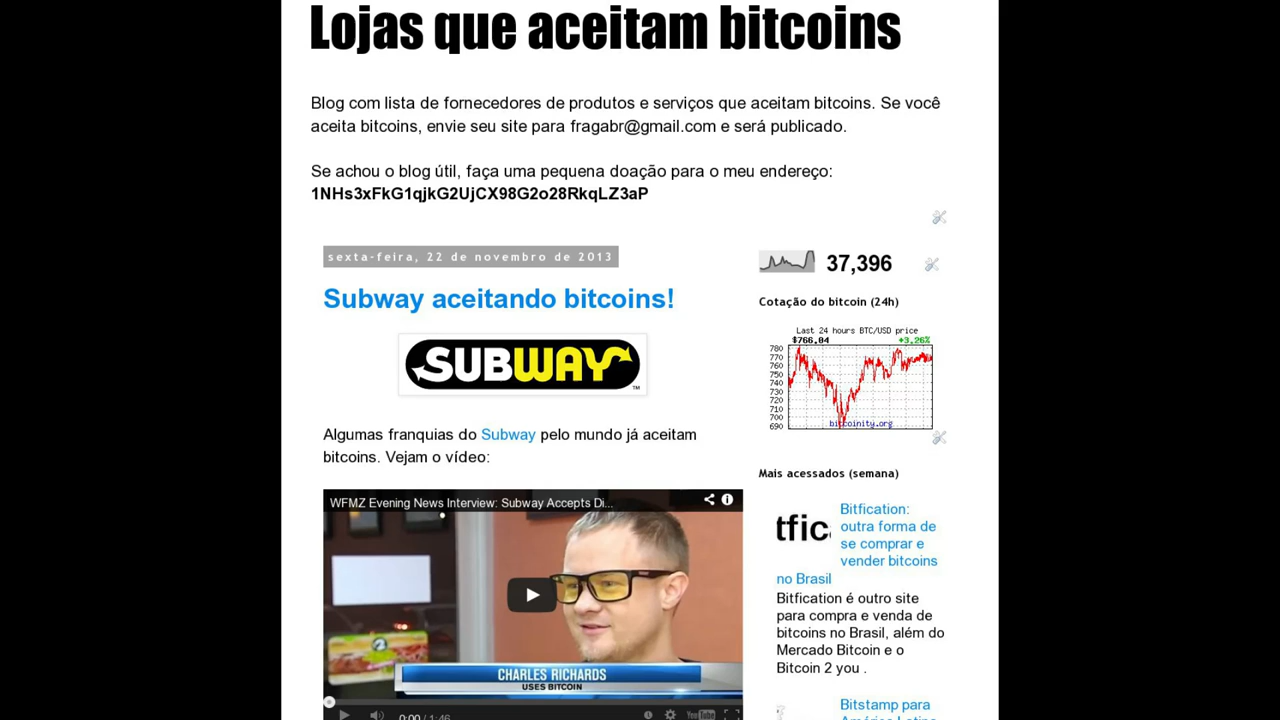 Lojas que aceitam bitcoins
Blog com lista de fornecedores de produtos e serviços que aceitam bitcoins. Se você
aceita bitcoins, envie seu site para fragabr@gmail.com e será publicado.
Se achou o blog útil, faça uma pequena doação para o meu endereço:
1NHs3xFkG1qjkG2UjCX98G2o28RkqLZ3aP
sexta-feira, 22 de novembro de 2013
Subway aceitando bitcoins!
SUBWAY
TM
Algumas franquias do Subway pelo mundo já aceitam
bitcoins. Vejam o vídeo:
WFMZ Evening News Interview: Subway Accepts Di...
CHARLES RICHARDS
USES BITCOIN
0:00 / 1:46
YouTube
37,396
Cotação do bitcoin (24h)
Last 24 hours BTC/USD price
$766.04 +3.26%
780
770
760
750
740
730
720
710
700
690
bitcoinity.org
Mais acessados (semana)
tfica
Bitfication:
outra forma de
se comprar e
vender bitcoins
no Brasil
Bitfication é outro site
para compra e venda de
bitcoins no Brasil, além do
Mercado Bitcoin e o
Bitcoin 2 you .
Bitstamp para
América Latina